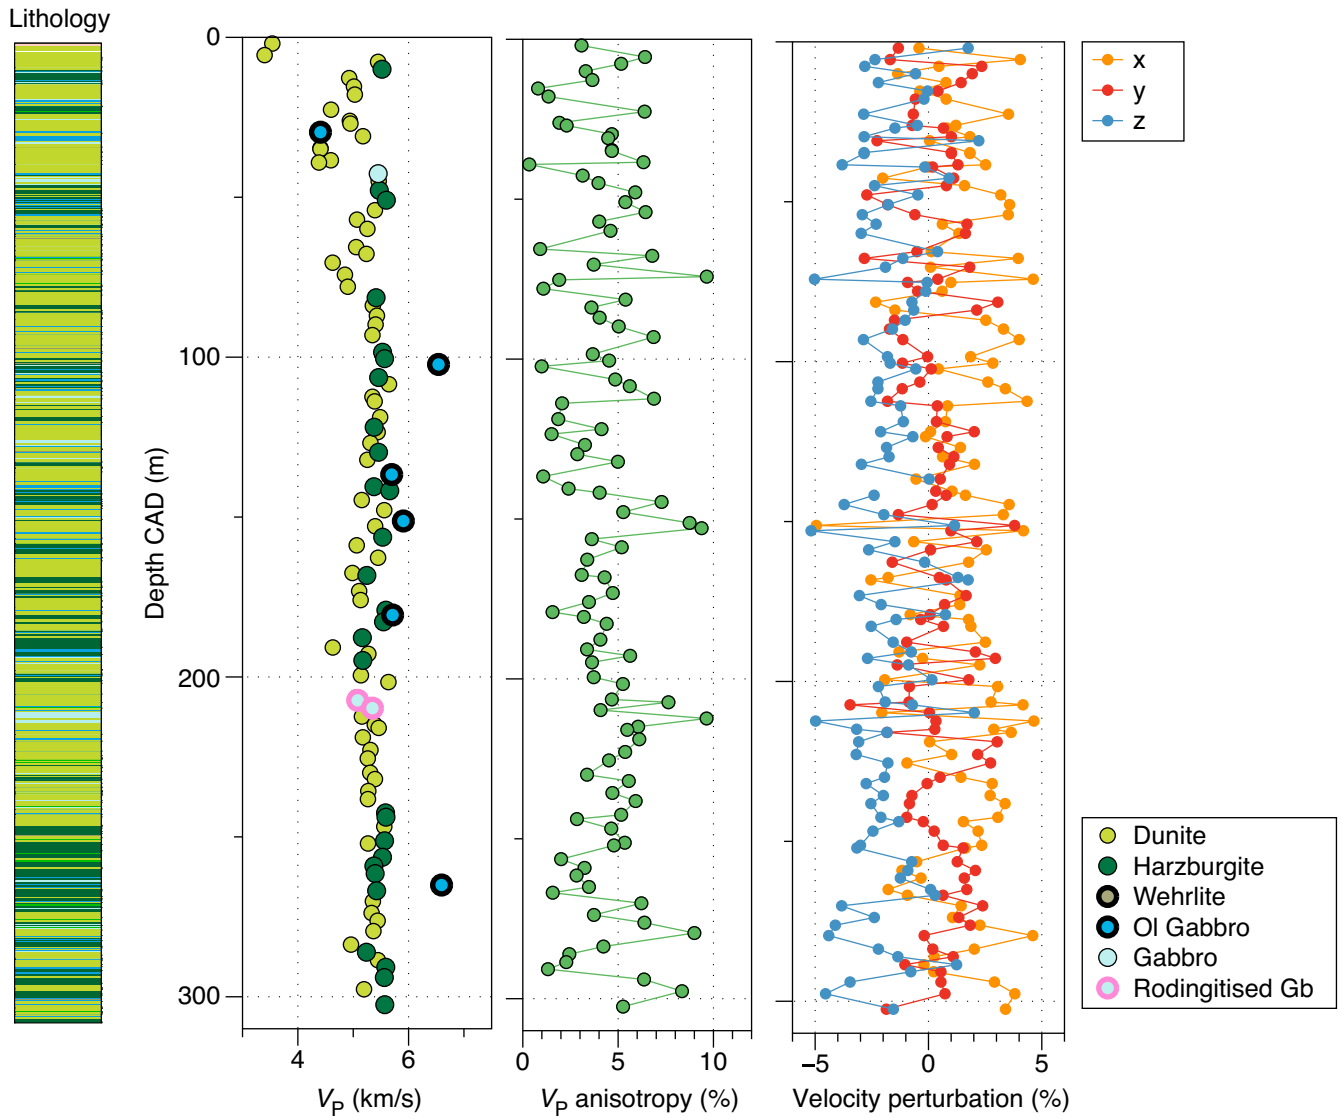 Lithology
x
y
z
0
100
200
300
Depth CAD (m)
4
6
V_P (km/s)
0
5
10
V_P anisotropy (%)
−5
0
5
Velocity perturbation (%)
Dunite
Harzburgite
Wehrlite
Ol Gabbro
Gabbro
Rodingitised Gb